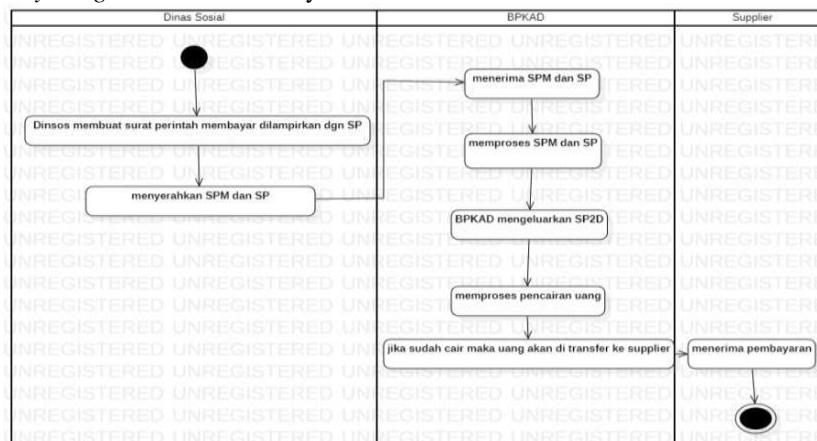 Dinas Sosial
BPKAD
Supplier
Dinsos membuat surat perintah membayar dilampirkan dgn SP
menyerahkan SPM dan SP
menerima SPM dan SP
memproses SPM dan SP
BPKAD mengeluarkan SP2D
memproses pencairan uang
jika sudah cair maka uang akan di transfer ke supplier
menerima pembayaran